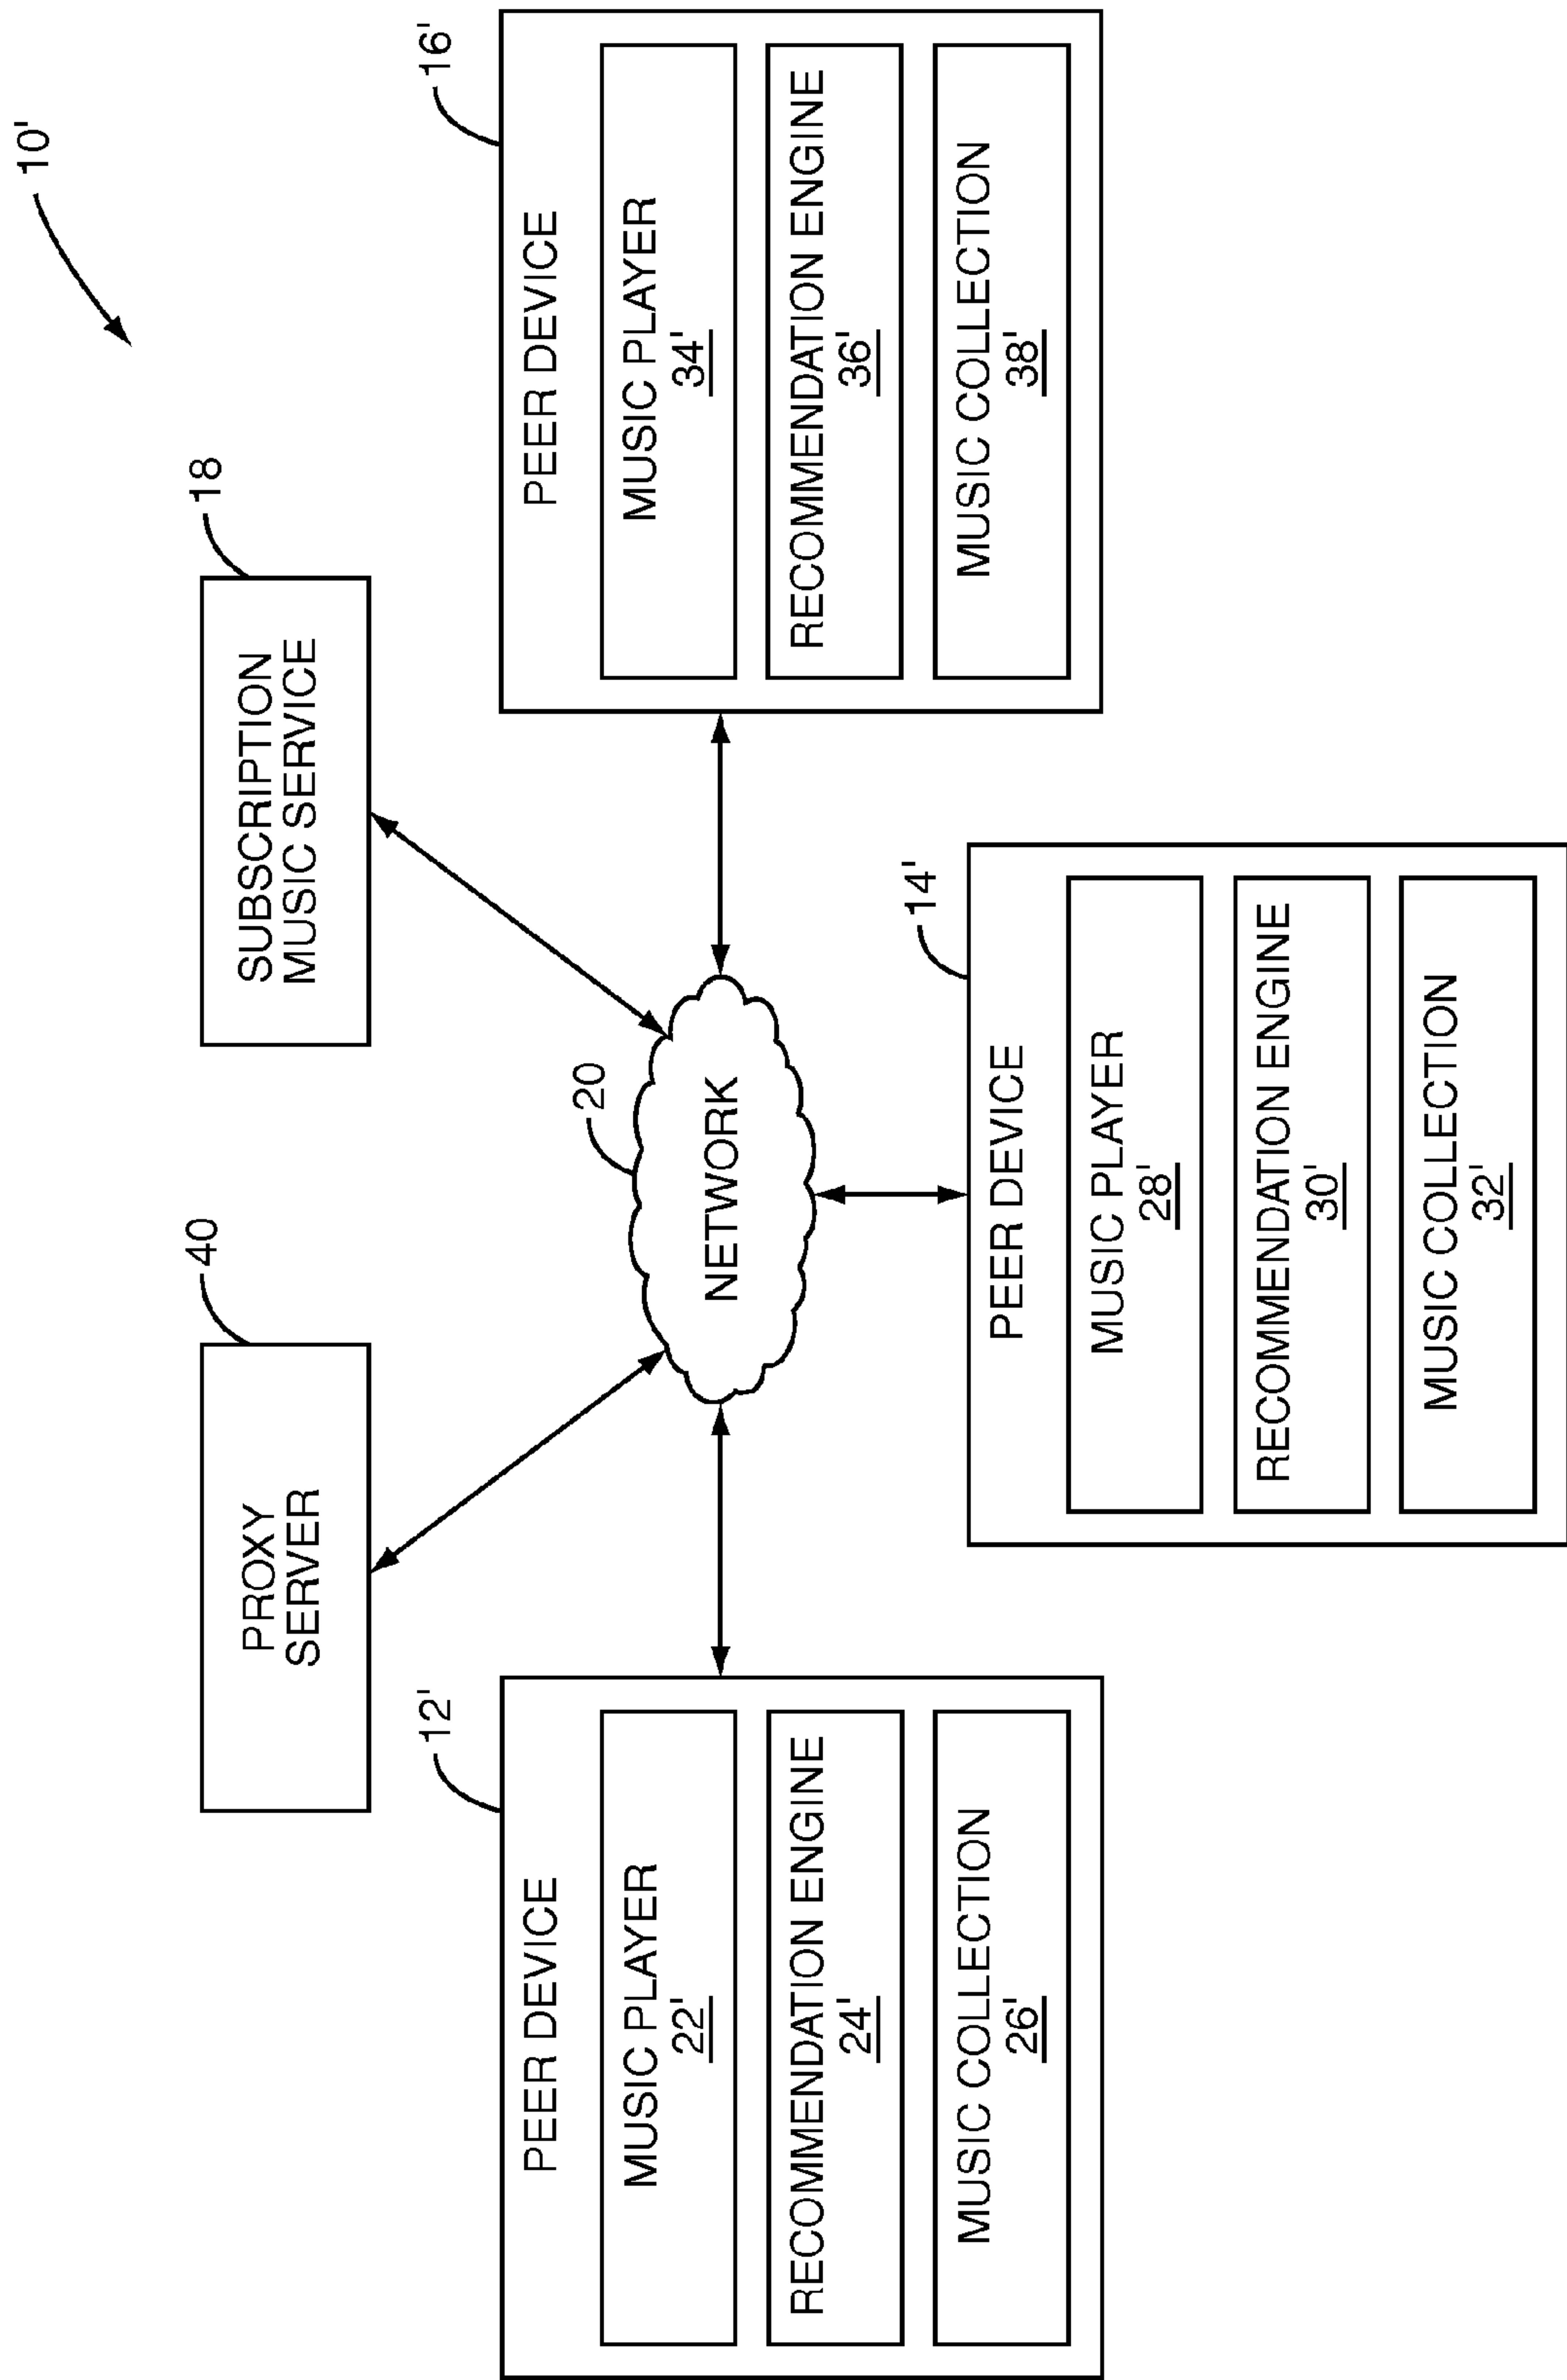 10'
40
PROXY
SERVER
18
SUBSCRIPTION
MUSIC SERVICE
20
NETWORK
12'
PEER DEVICE
MUSIC PLAYER
22'
RECOMMENDATION ENGINE
24'
MUSIC COLLECTION
26'
16'
PEER DEVICE
MUSIC PLAYER
34'
RECOMMENDATION ENGINE
36'
MUSIC COLLECTION
38'
14'
PEER DEVICE
MUSIC PLAYER
28'
RECOMMENDATION ENGINE
30'
MUSIC COLLECTION
32'